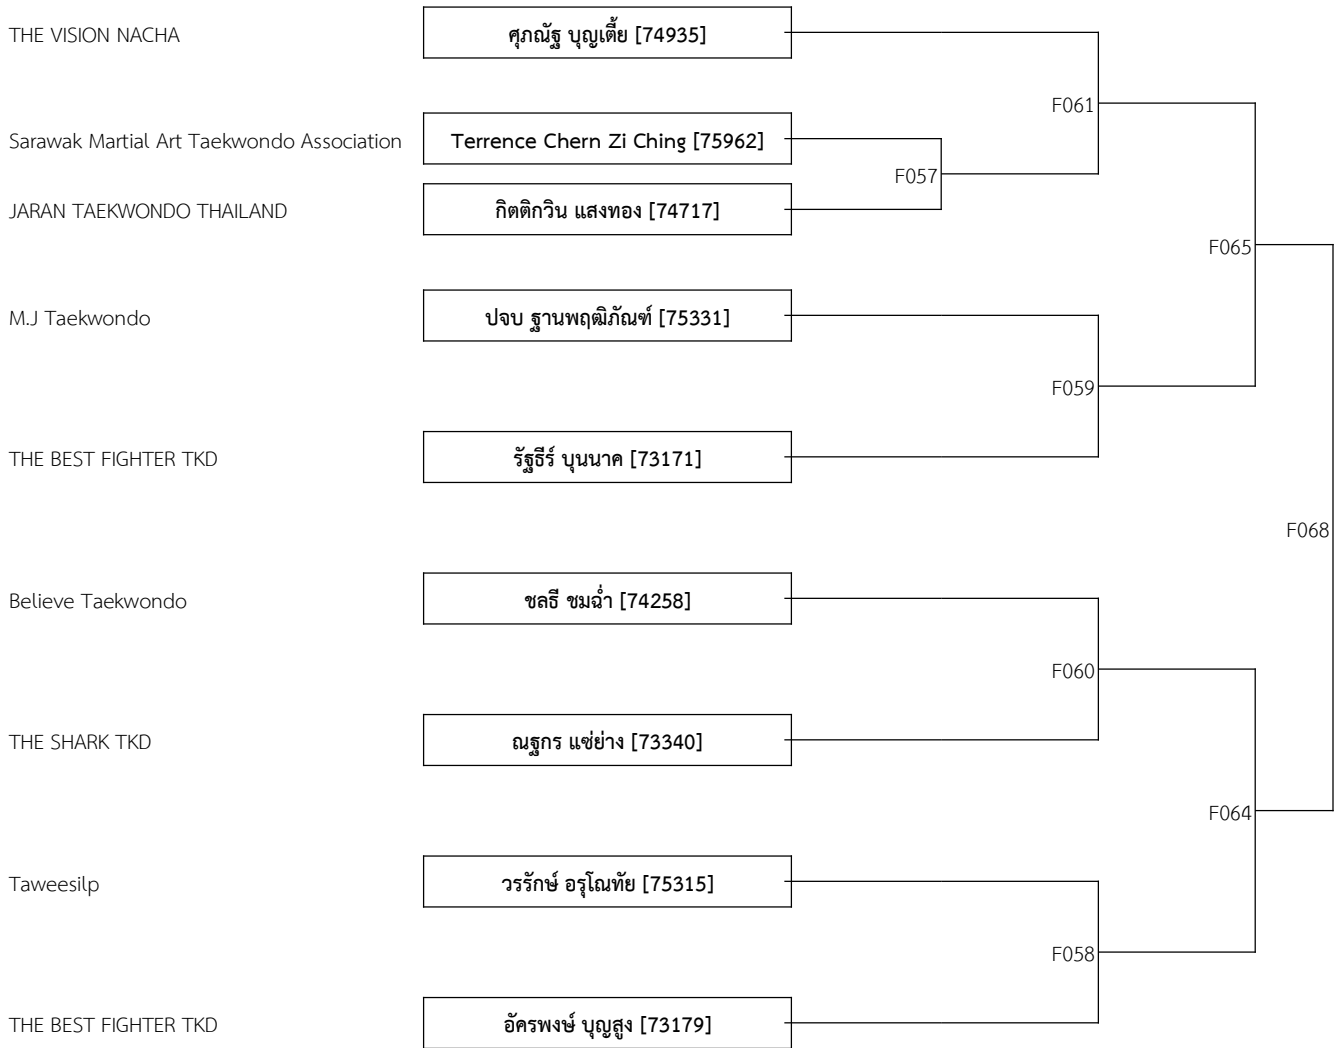 THE VISION NACHA
ศุภณัฐ บุญเตี้ย [74935]
F061
Sarawak Martial Art Taekwondo Association
Terrence Chern Zi Ching [75962]
F057
JARAN TAEKWONDO THAILAND
กิตติกวิน แสงทอง [74717]
F065
M.J Taekwondo
ปจบ ฐานพฤฒิภัณฑ์ [75331]
F059
THE BEST FIGHTER TKD
รัฐธีร์ บุนนาค [73171]
F068
Believe Taekwondo
ชลธี ชมฉ่ำ [74258]
F060
THE SHARK TKD
ณฐกร แซ่ย่าง [73340]
F064
Taweesilp
วรรักษ์ อรุโณทัย [75315]
F058
THE BEST FIGHTER TKD
อัครพงษ์ บุญสูง [73179]